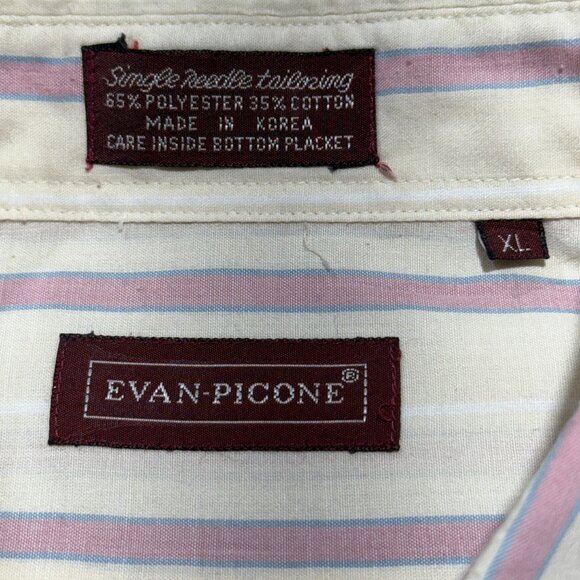 Single needle tailoring
65% POLYESTER 35% COTTON
MADE IN KOREA
CARE INSIDE BOTTOM PLACKET
XL
EVAN-PICONE®